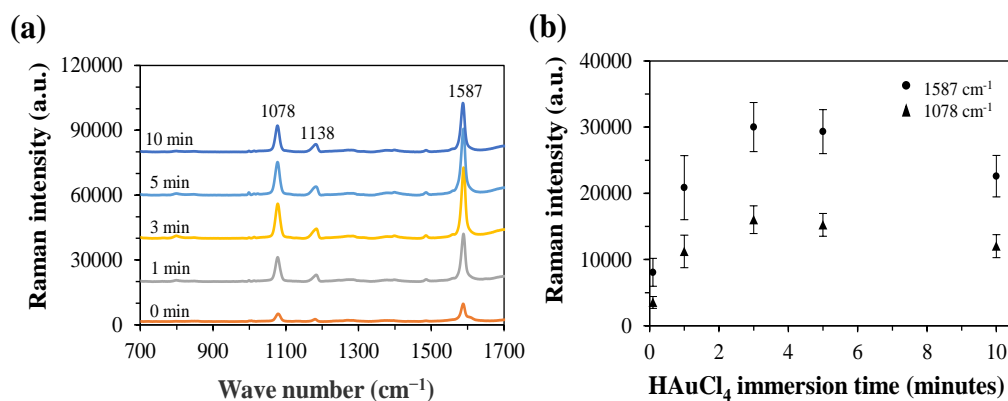 (a)
Raman intensity (a.u.)
120000
90000
60000
30000
0
10 min
5 min
3 min
1 min
0 min
1078
1138
1587
700 900 1100 1300 1500 1700
Wave number (cm⁻¹)
(b)
Raman intensity (a.u.)
40000
30000
20000
10000
0
1587 cm⁻¹
1078 cm⁻¹
0 2 4 6 8 10
HAuCl₄ immersion time (minutes)